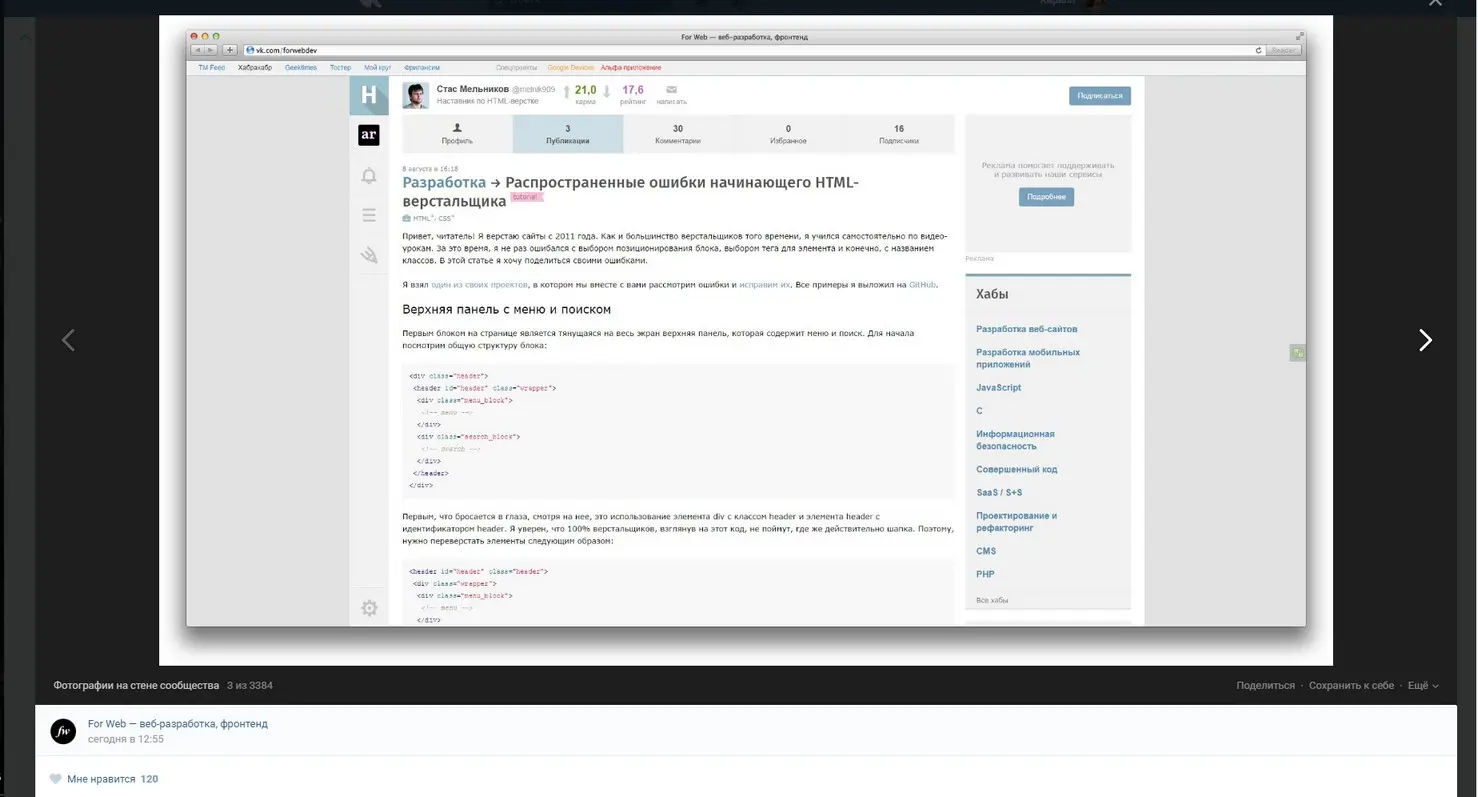 For Web — веб-разработка, фронтенд
vk.com/forwebdev
Reader
TM Feed Хабрахабр Geektimes Тостер Мой круг Фрилансим Спецпроекты Google Devices Альфа приложение
H
Стас Мельников @melnik909
Наставник по HTML-верстке
21,0
карма
17,6
рейтинг
написать
Подписаться
ar
Профиль
3
Публикации
30
Комментарии
0
Избранное
16
Подписчики
8 августа в 16:18
Разработка → Распространенные ошибки начинающего HTML-
верстальщика tutorial
HTML*, CSS*
Привет, читатель! Я верстаю сайты с 2011 года. Как и большинство верстальщиков того времени, я учился самостоятельно по видео-
урокам. За это время, я не раз ошибался с выбором позиционирования блока, выбором тега для элемента и конечно, с названием
классов. В этой статье я хочу поделиться своими ошибками.
Я взял один из своих проектов, в котором мы вместе с вами рассмотрим ошибки и исправим их. Все примеры я выложил на GitHub.
Верхняя панель с меню и поиском
Первым блоком на странице является тянущаяся на весь экран верхняя панель, которая содержит меню и поиск. Для начала
посмотрим общую структуру блока:
<div class="header">
<header id="header" class="wrapper">
<div class="menu_block">
<!-- menu -->
</div>
<div class="search_block">
<!-- search -->
</div>
</header>
</div>
Первым, что бросается в глаза, смотря на нее, это использование элемента div с классом header и элемента header с
идентификатором header. Я уверен, что 100% верстальщиков, взглянув на этот код, не поймут, где же действительно шапка. Поэтому,
нужно переверстать элементы следующим образом:
<header id="header" class="header">
<div class="wrapper">
<div class="menu_block">
<!-- menu -->
</div>
Реклама помогает поддерживать
и развивать наши сервисы
Подробнее
Реклама
Хабы
Разработка веб-сайтов
Разработка мобильных
приложений
JavaScript
C
Информационная
безопасность
Совершенный код
SaaS / S+S
Проектирование и
рефакторинг
CMS
PHP
Все хабы
Фотографии на стене сообщества 3 из 3384
Поделиться · Сохранить к себе · Ещё
fw
For Web — веб-разработка, фронтенд
сегодня в 12:55
Мне нравится 120